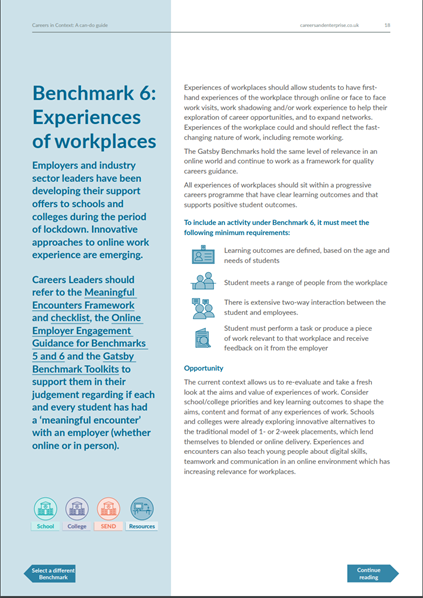 Careers in Context: A can-do guide
careersandenterprise.co.uk
58
Benchmark 6:
Experiences
of workplaces
Employers and industry
sector leaders have been
developing their support
offers to schools and
colleges during the period
of lockdown. Innovative
approaches to online work
experience are emerging.
Careers Leaders should
refer to the Meaningful
Encounters Framework
and checklist, the Online
Employer Engagement
Guidance for Benchmarks
5 and 6 and the Gatsby
Benchmark Toolkits to
support them in their
judgement regarding if each
and every student has had
a ‘meaningful encounter’
with an employer (whether
online or in person).
School
College
SEND
Resources
Select a different
Benchmark
Experiences of workplaces should allow students to have first-
hand experiences of the workplace through online or face to face
work visits, work shadowing and/or work experience to help their
exploration of career opportunities, and to expand networks.
Experiences of the workplace could and should reflect the fast-
changing nature of work, including remote working.
The Gatsby Benchmarks hold the same level of relevance in an
online world and continue to work as a framework for quality
careers guidance.
All experiences of workplaces should sit within a progressive
careers programme that have clear learning outcomes and that
supports positive student outcomes.
To include an activity under Benchmark 6, it must meet the
following minimum requirements:
Learning outcomes are defined, based on the age and
needs of students
Student meets a range of people from the workplace
There is extensive two-way interaction between the
student and employees.
Student must perform a task or produce a piece
of work relevant to that workplace and receive
feedback on it from the employer
Opportunity
The current context allows us to re-evaluate and take a fresh
look at the aims and value of experiences of work. Consider
school/college priorities and key learning outcomes to shape the
aims, content and format of any experiences of work. Schools
and colleges were already exploring innovative alternatives to
the traditional model of 1- or 2-week placements, which lend
themselves to blended or online delivery. Experiences and
encounters can also teach young people about digital skills,
teamwork and communication in an online environment which has
increasing relevance for workplaces.
Continue
reading